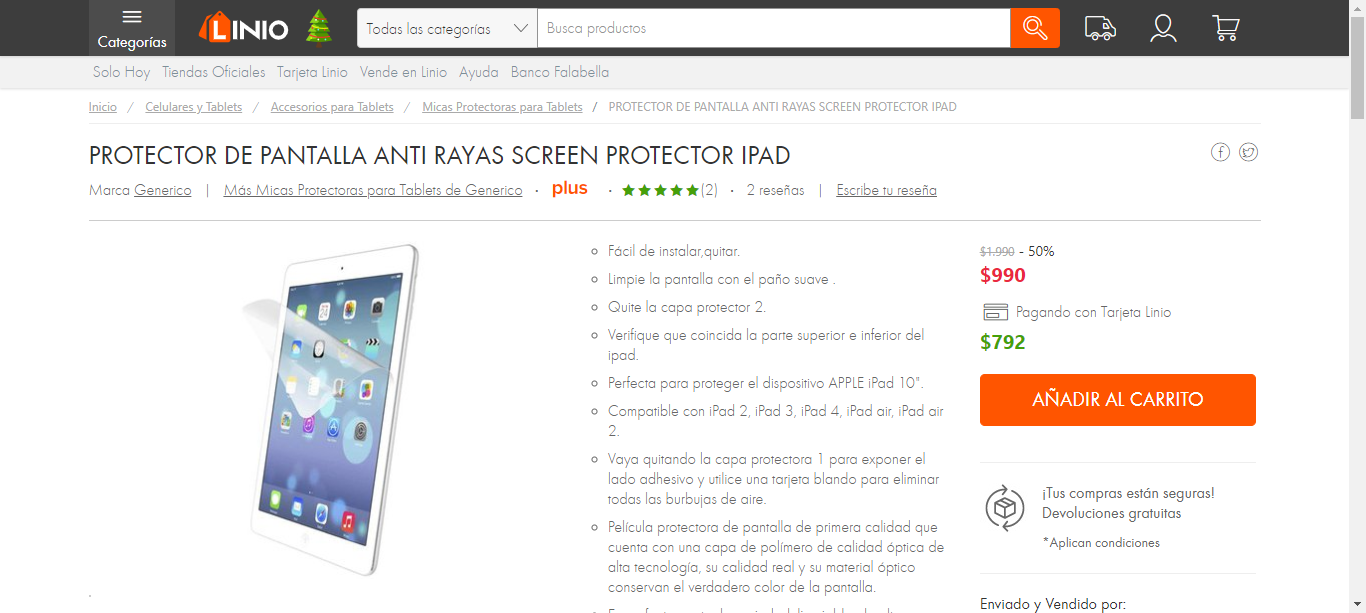 Categorías
LINIO
Todas las categorías
Busca productos
Solo Hoy Tiendas Oficiales Tarjeta Linio Vende en Linio Ayuda Banco Falabella
Inicio / Celulares y Tablets / Accesorios para Tablets / Micas Protectoras para Tablets / PROTECTOR DE PANTALLA ANTI RAYAS SCREEN PROTECTOR IPAD
PROTECTOR DE PANTALLA ANTI RAYAS SCREEN PROTECTOR IPAD
Marca Generico | Más Micas Protectoras para Tablets de Generico · plus · (2) · 2 reseñas | Escribe tu reseña
Fácil de instalar,quitar.
Limpie la pantalla con el paño suave .
Quite la capa protector 2.
Verifique que coincida la parte superior e inferior del
ipad.
Perfecta para proteger el dispositivo APPLE iPad 10".
Compatible con iPad 2, iPad 3, iPad 4, iPad air, iPad air
2.
Vaya quitando la capa protectora 1 para exponer el
lado adhesivo y utilice una tarjeta blando para eliminar
todas las burbujas de aire.
Película protectora de pantalla de primera calidad que
cuenta con una capa de polímero de calidad óptica de
alta tecnología, su calidad real y su material óptico
conservan el verdadero color de la pantalla.
$1.990 - 50%
$990
Pagando con Tarjeta Linio
$792
AÑADIR AL CARRITO
¡Tus compras están seguras!
Devoluciones gratuitas
*Aplican condiciones
Enviado y Vendido por: